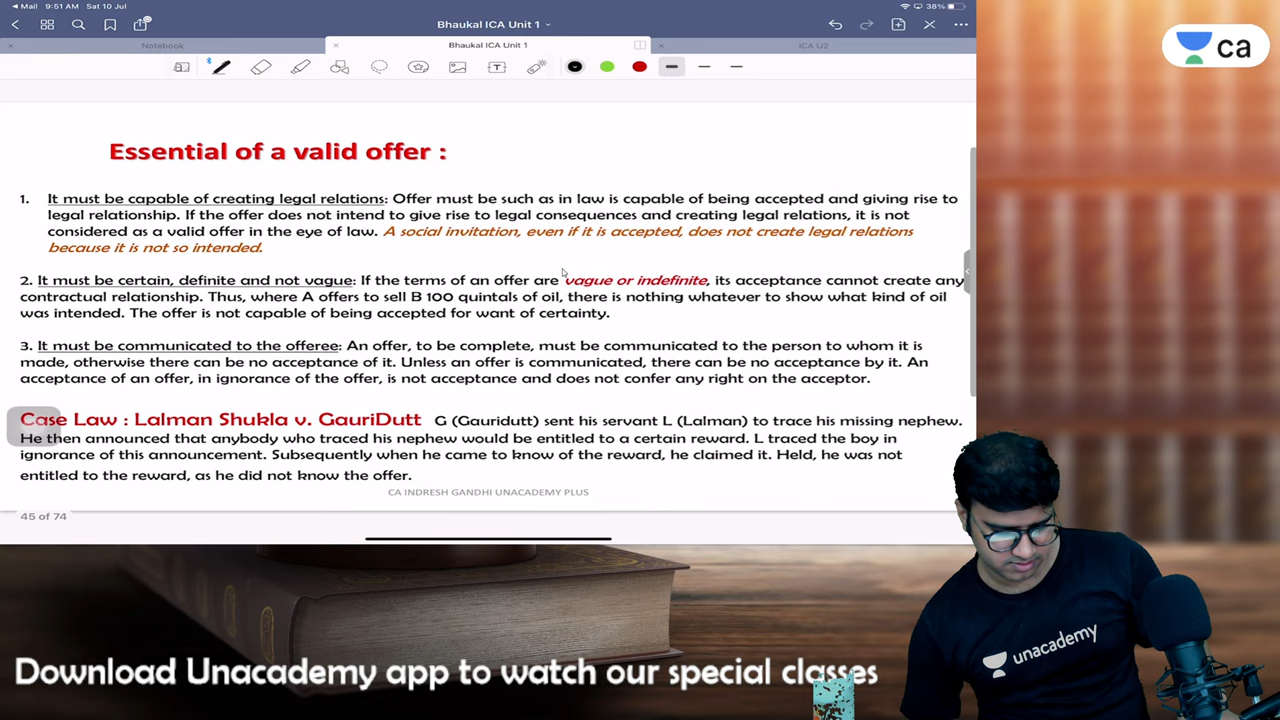 Mail 9:51 AM Sat 10 Jul
38%
Bhaukal ICA Unit 1
Notebook
Bhaukal ICA Unit 1
ICA U2
T
ca
Essential of a valid offer :
1. It must be capable of creating legal relations: Offer must be such as in law is capable of being accepted and giving rise to
legal relationship. If the offer does not intend to give rise to legal consequences and creating legal relations, it is not
considered as a valid offer in the eye of law. A social invitation, even if it is accepted, does not create legal relations
because it is not so intended.
2. It must be certain, definite and not vague: If the terms of an offer are vague or indefinite, its acceptance cannot create any
contractual relationship. Thus, where A offers to sell B 100 quintals of oil, there is nothing whatever to show what kind of oil
was intended. The offer is not capable of being accepted for want of certainty.
3. It must be communicated to the offeree: An offer, to be complete, must be communicated to the person to whom it is
made, otherwise there can be no acceptance of it. Unless an offer is communicated, there can be no acceptance by it. An
acceptance of an offer, in ignorance of the offer, is not acceptance and does not confer any right on the acceptor.
Case Law : Lalman Shukla v. GauriDutt G (Gauridutt) sent his servant L (Lalman) to trace his missing nephew.
He then announced that anybody who traced his nephew would be entitled to a certain reward. L traced the boy in
ignorance of this announcement. Subsequently when he came to know of the reward, he claimed it. Held, he was not
entitled to the reward, as he did not know the offer.
CA INDRESH GANDHI UNACADEMY PLUS
45 of 74
unacademy
Download Unacademy app to watch our special classes